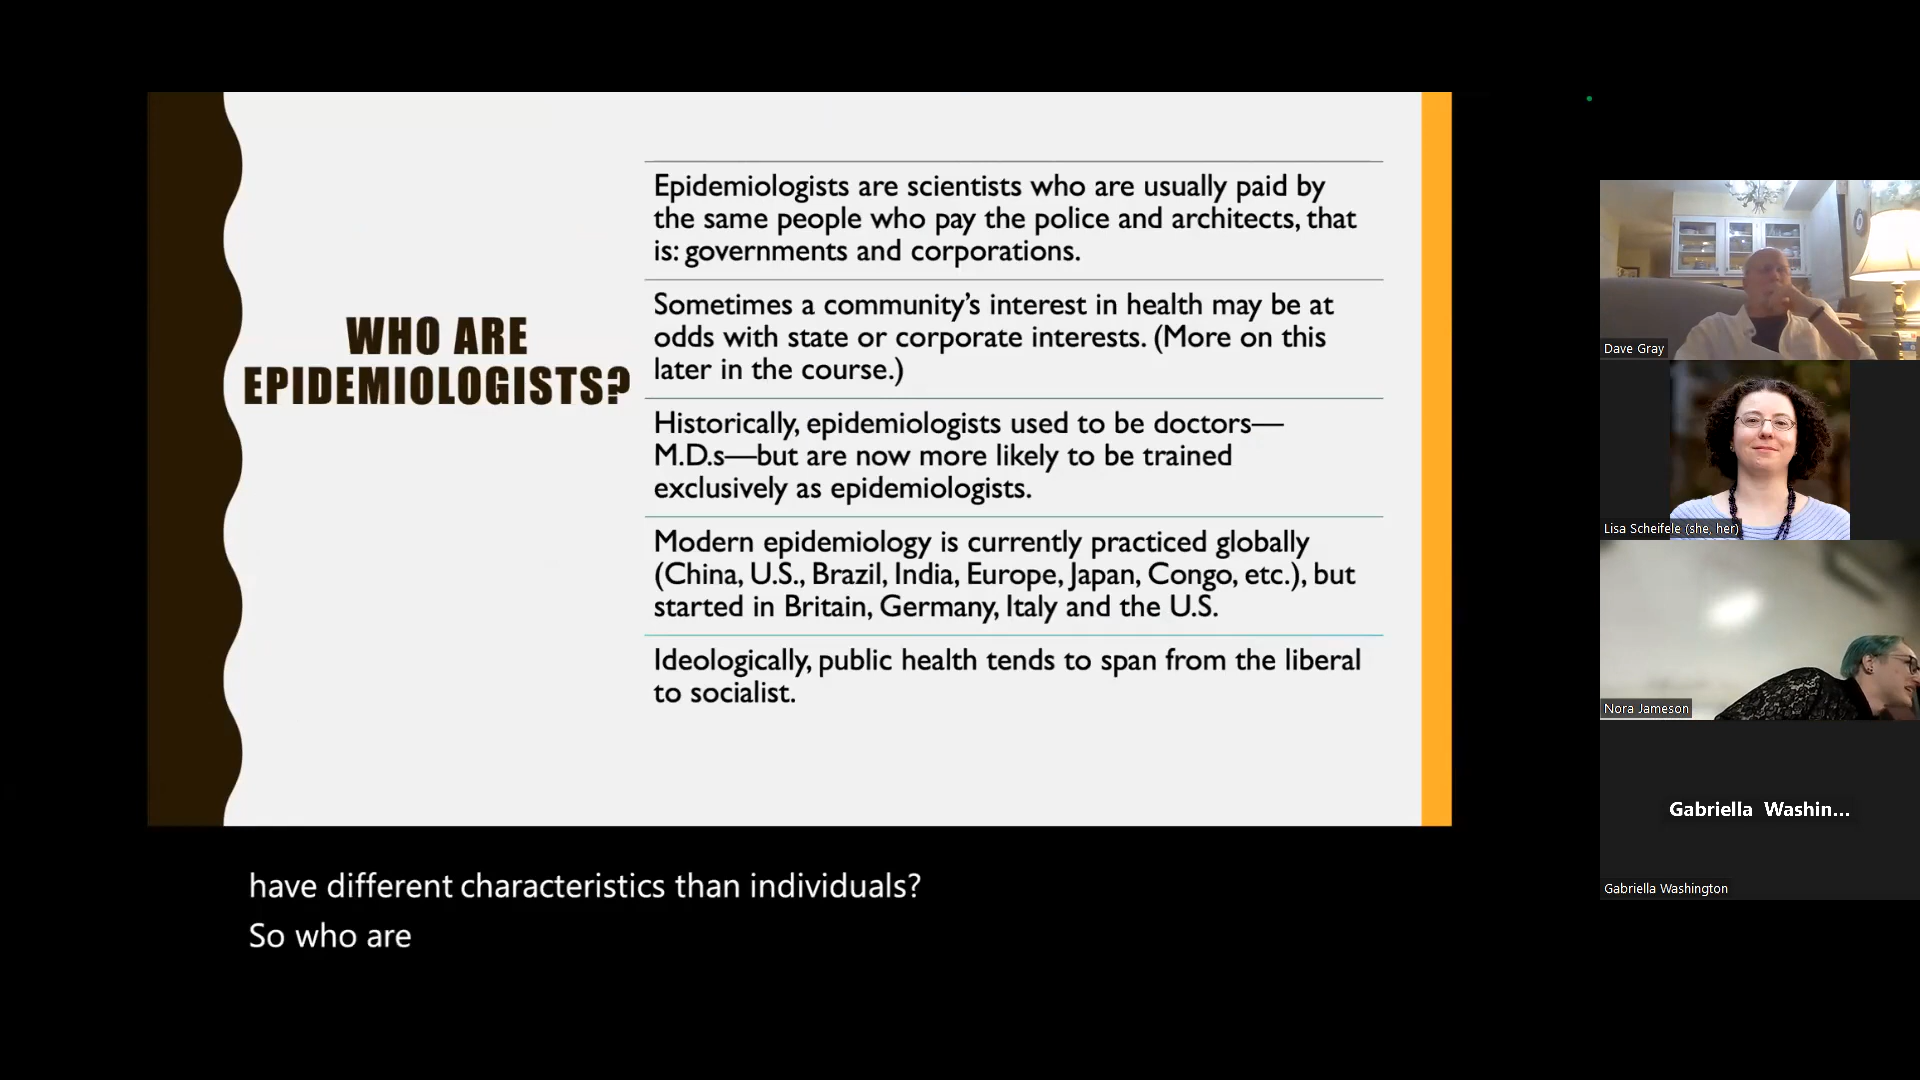 WHO ARE
EPIDEMIOLOGISTS?
Epidemiologists are scientists who are usually paid by
the same people who pay the police and architects, that
is: governments and corporations.
Sometimes a community’s interest in health may be at
odds with state or corporate interests. (More on this
later in the course.)
Historically, epidemiologists used to be doctors—
M.D.s—but are now more likely to be trained
exclusively as epidemiologists.
Modern epidemiology is currently practiced globally
(China, U.S., Brazil, India, Europe, Japan, Congo, etc.), but
started in Britain, Germany, Italy and the U.S.
Ideologically, public health tends to span from the liberal
to socialist.
have different characteristics than individuals?
So who are
Dave Gray
Lisa Scheifele (she, her)
Nora Jameson
Gabriella Washin...
Gabriella Washington